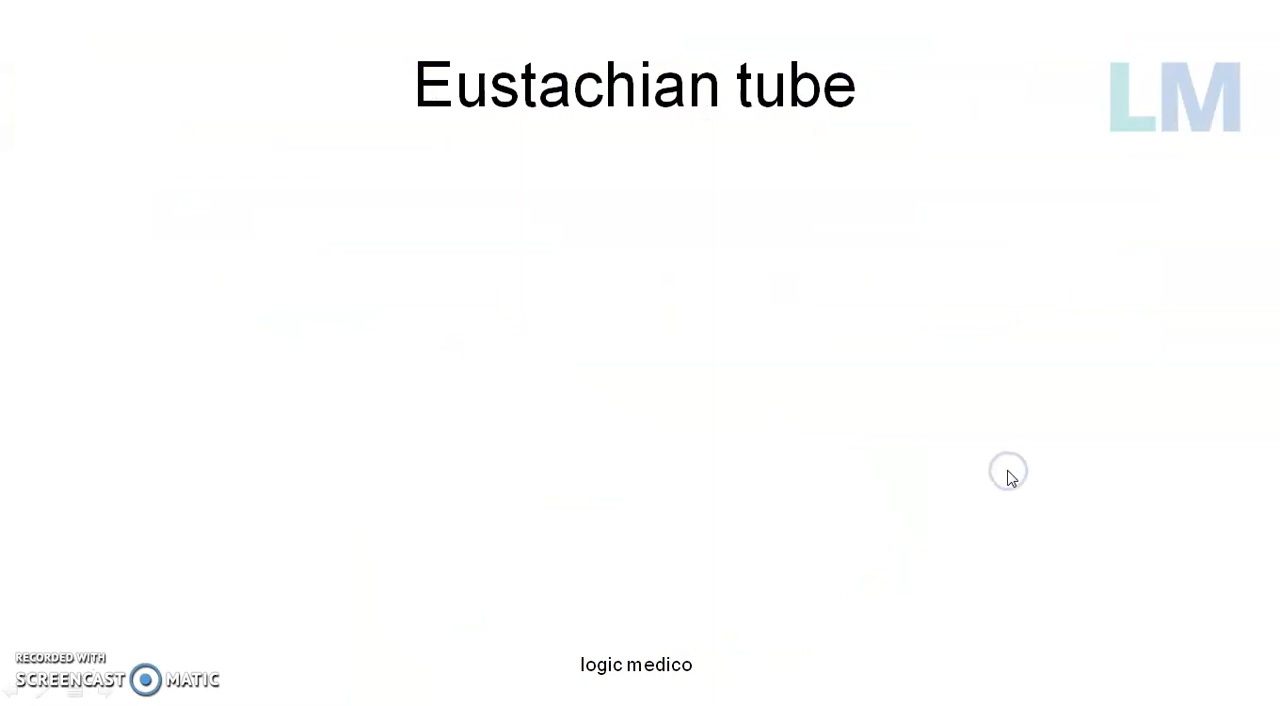 Eustachian tube
LM
RECORDED WITH
SCREENCAST MATIC
logic medico